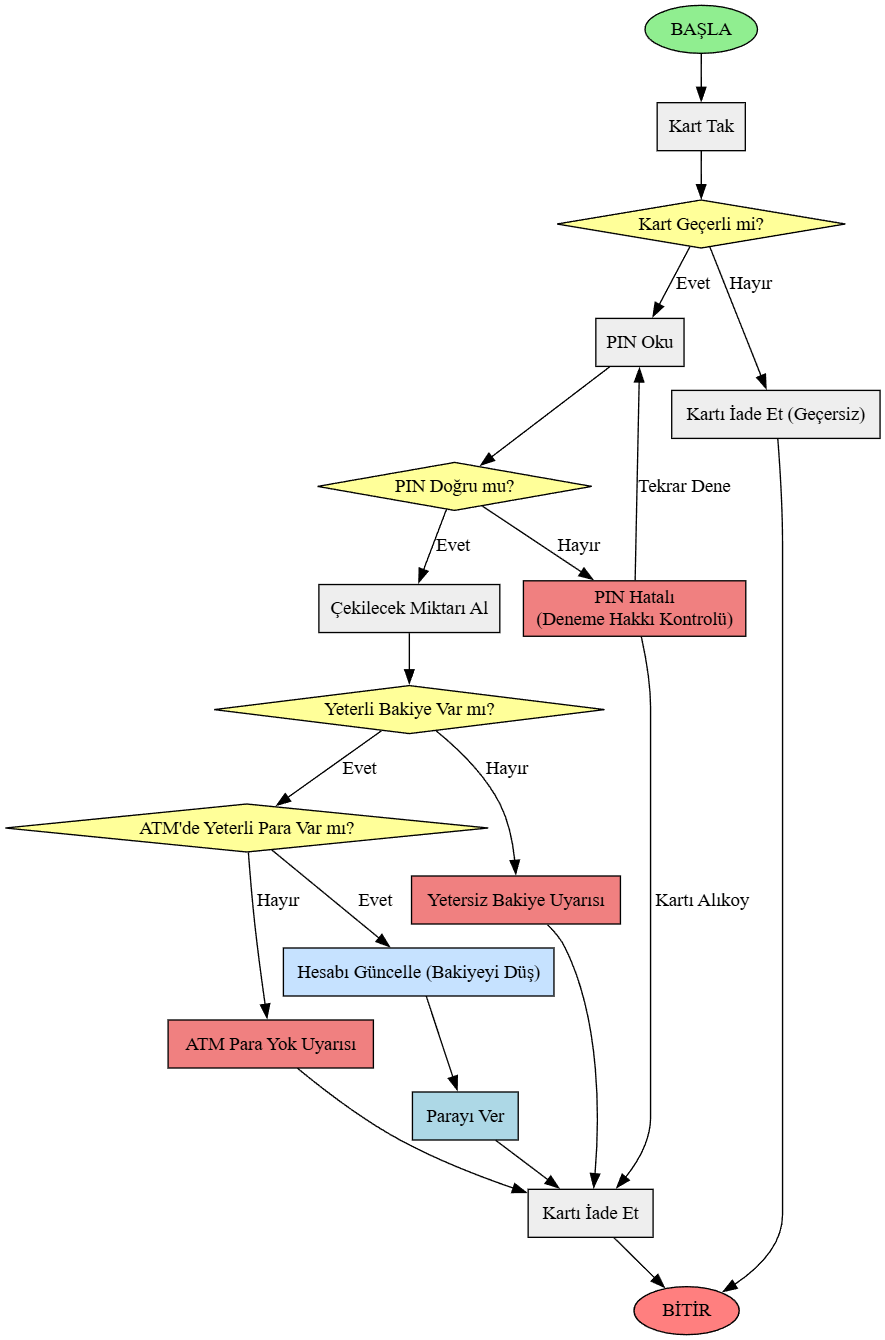 BAŞLA
Kart Tak
Kart Geçerli mi?
Evet
Hayır
PIN Oku
Kartı İade Et (Geçersiz)
PIN Doğru mu?
Tekrar Dene
Evet
Hayır
Çekilecek Miktarı Al
PIN Hatalı
(Deneme Hakkı Kontrolü)
Yeterli Bakiye Var mı?
Evet
Hayır
ATM'de Yeterli Para Var mı?
Hayır
Evet
Yetersiz Bakiye Uyarısı
Kartı Alıkoy
Hesabı Güncelle (Bakiyeyi Düş)
ATM Para Yok Uyarısı
Parayı Ver
Kartı İade Et
BİTİR